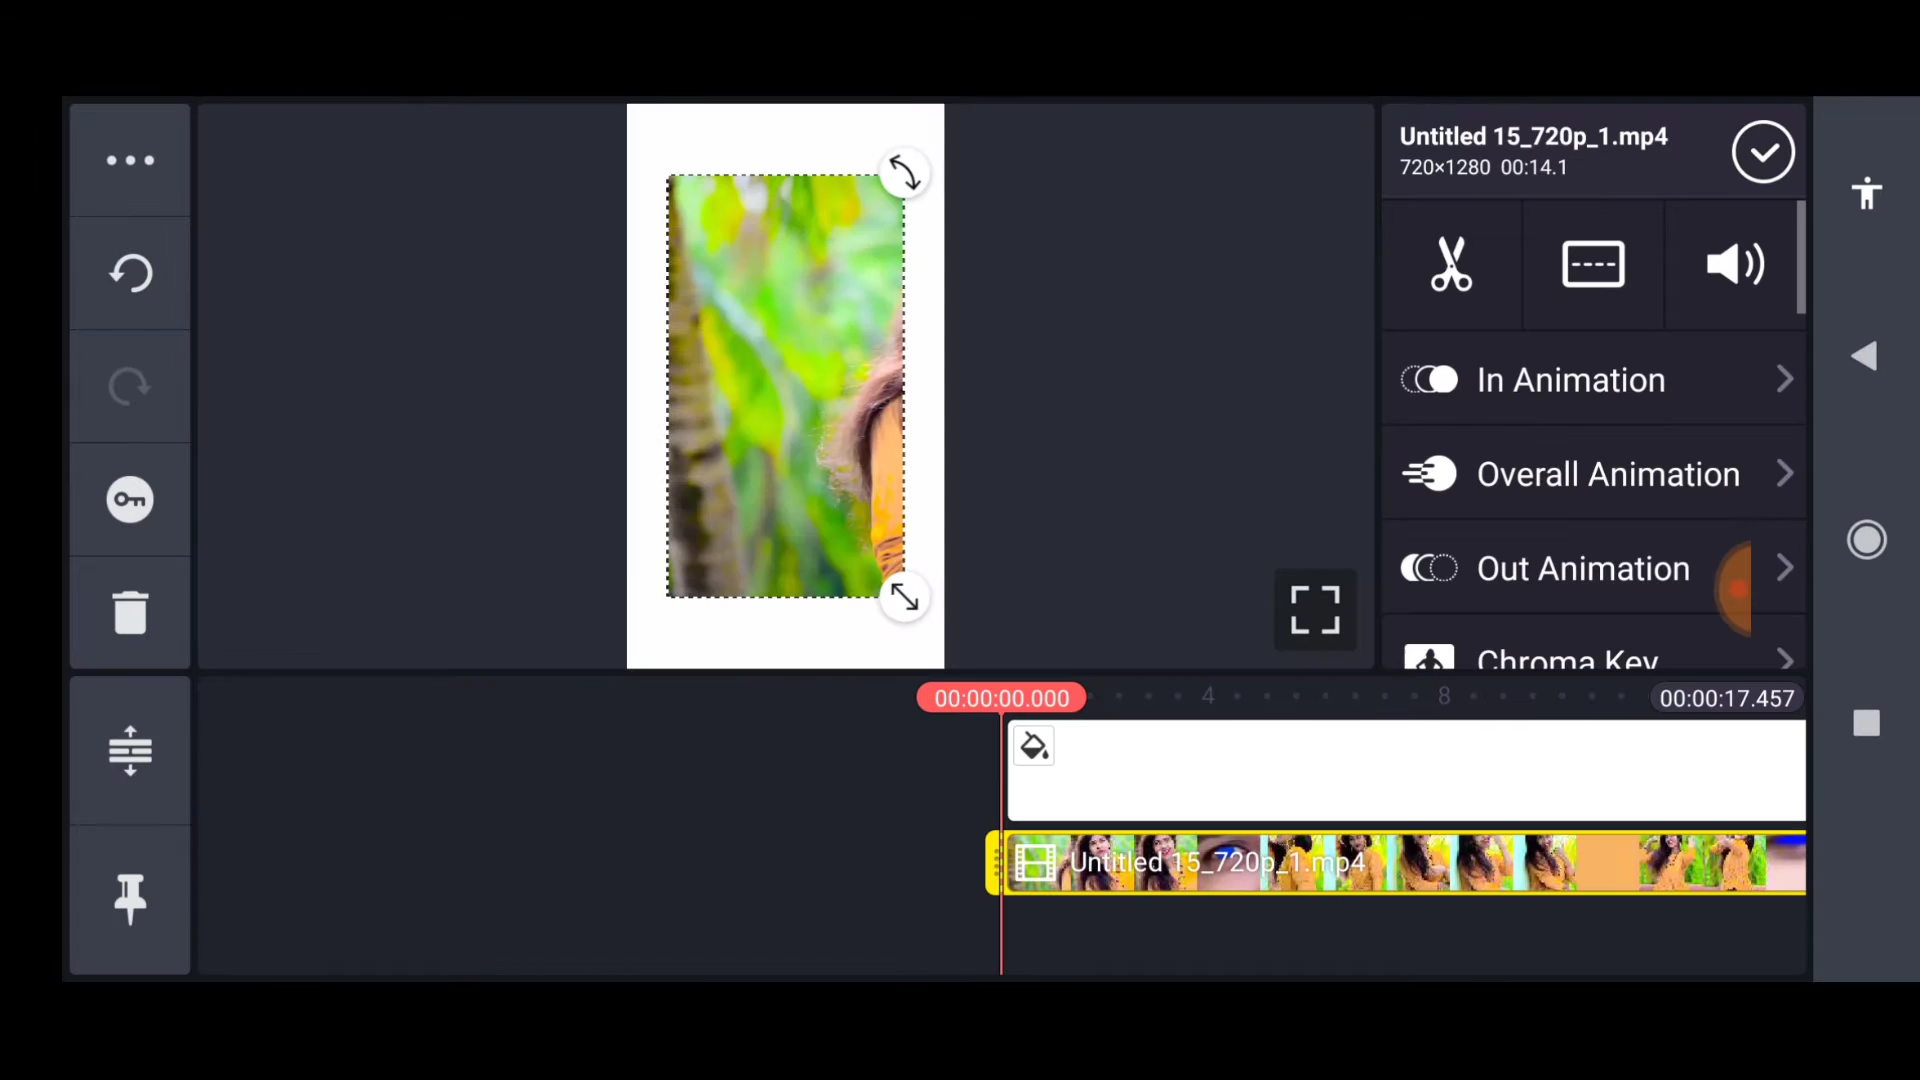 Untitled 15_720p_1.mp4
720×1280 00:14.1
In Animation
Overall Animation
Out Animation
Chroma Key
00:00:00.000
4
8
00:00:17.457
Untitled 15_720p_1.mp4